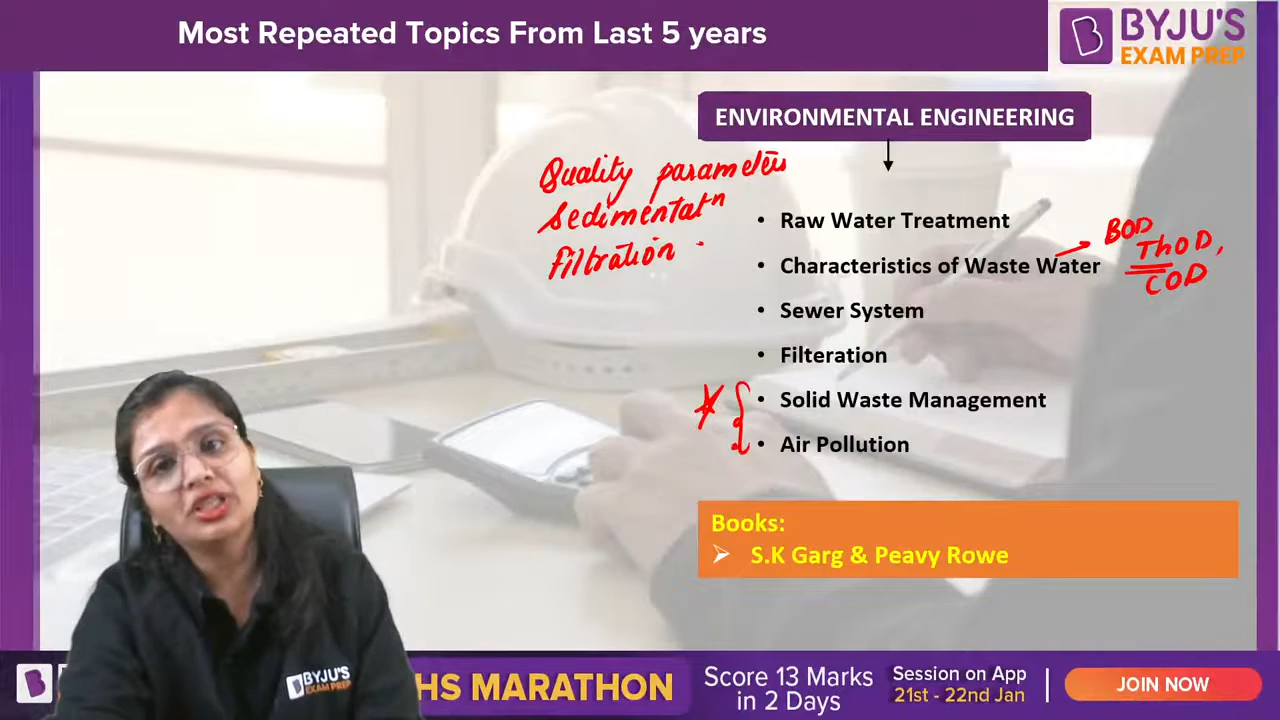 Most Repeated Topics From Last 5 years
BYJU'S
EXAM PREP
ENVIRONMENTAL ENGINEERING
Quality parameters
Sedimentatn
Filtration
• Raw Water Treatment
• Characteristics of Waste Water
BOD
ThOD,
COD
• Sewer System
• Filteration
• Solid Waste Management
• Air Pollution
Books:
➢ S.K Garg & Peavy Rowe
BYJU'S
EXAM PREP
HS MARATHON
Score 13 Marks
in 2 Days
Session on App
21st - 22nd Jan
JOIN NOW